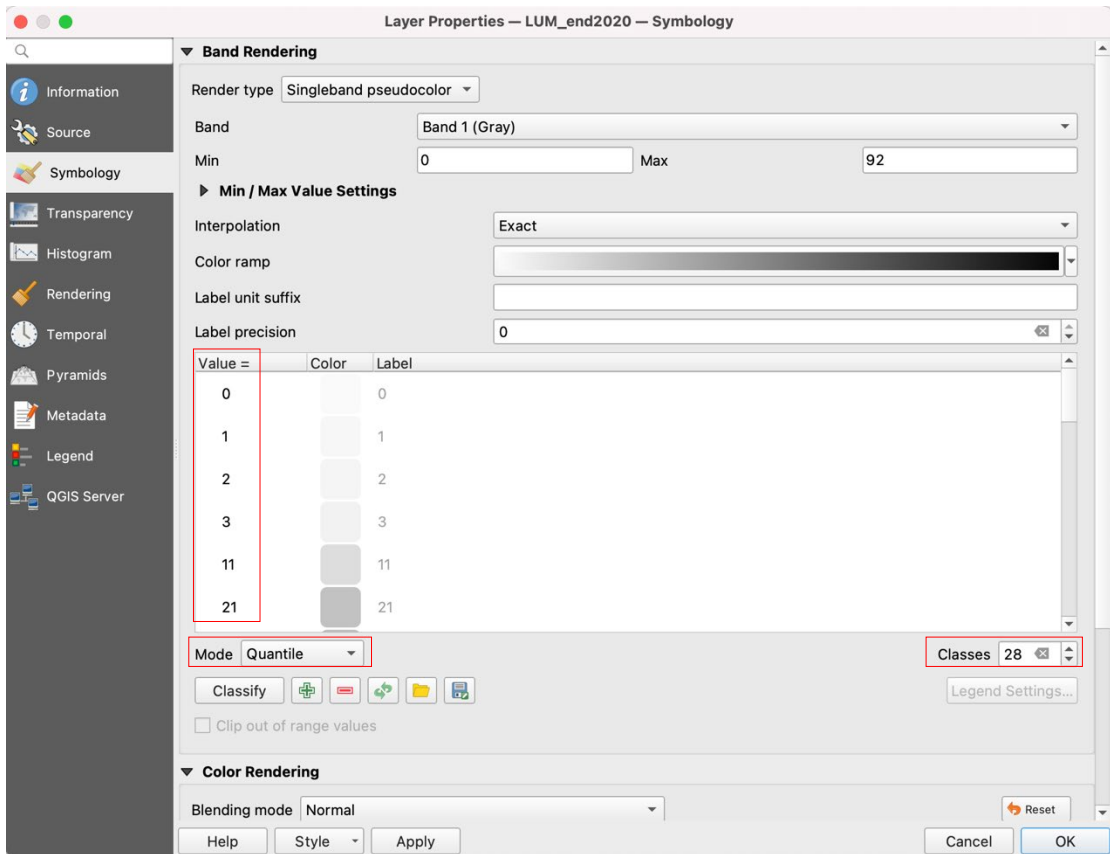 Layer Properties — LUM_end2020 — Symbology
Information
Source
Symbology
Transparency
Histogram
Rendering
Temporal
Pyramids
Metadata
Legend
QGIS Server
Band Rendering
Render type Singleband pseudocolor
Band Band 1 (Gray)
Min 0 Max 92
Min / Max Value Settings
Interpolation Exact
Color ramp
Label unit suffix
Label precision 0
Value = Color Label
0 0
1 1
2 2
3 3
11 11
21 21
Mode Quantile Classes 28
Classify Legend Settings...
Clip out of range values
Color Rendering
Blending mode Normal Reset
Help Style Apply Cancel OK